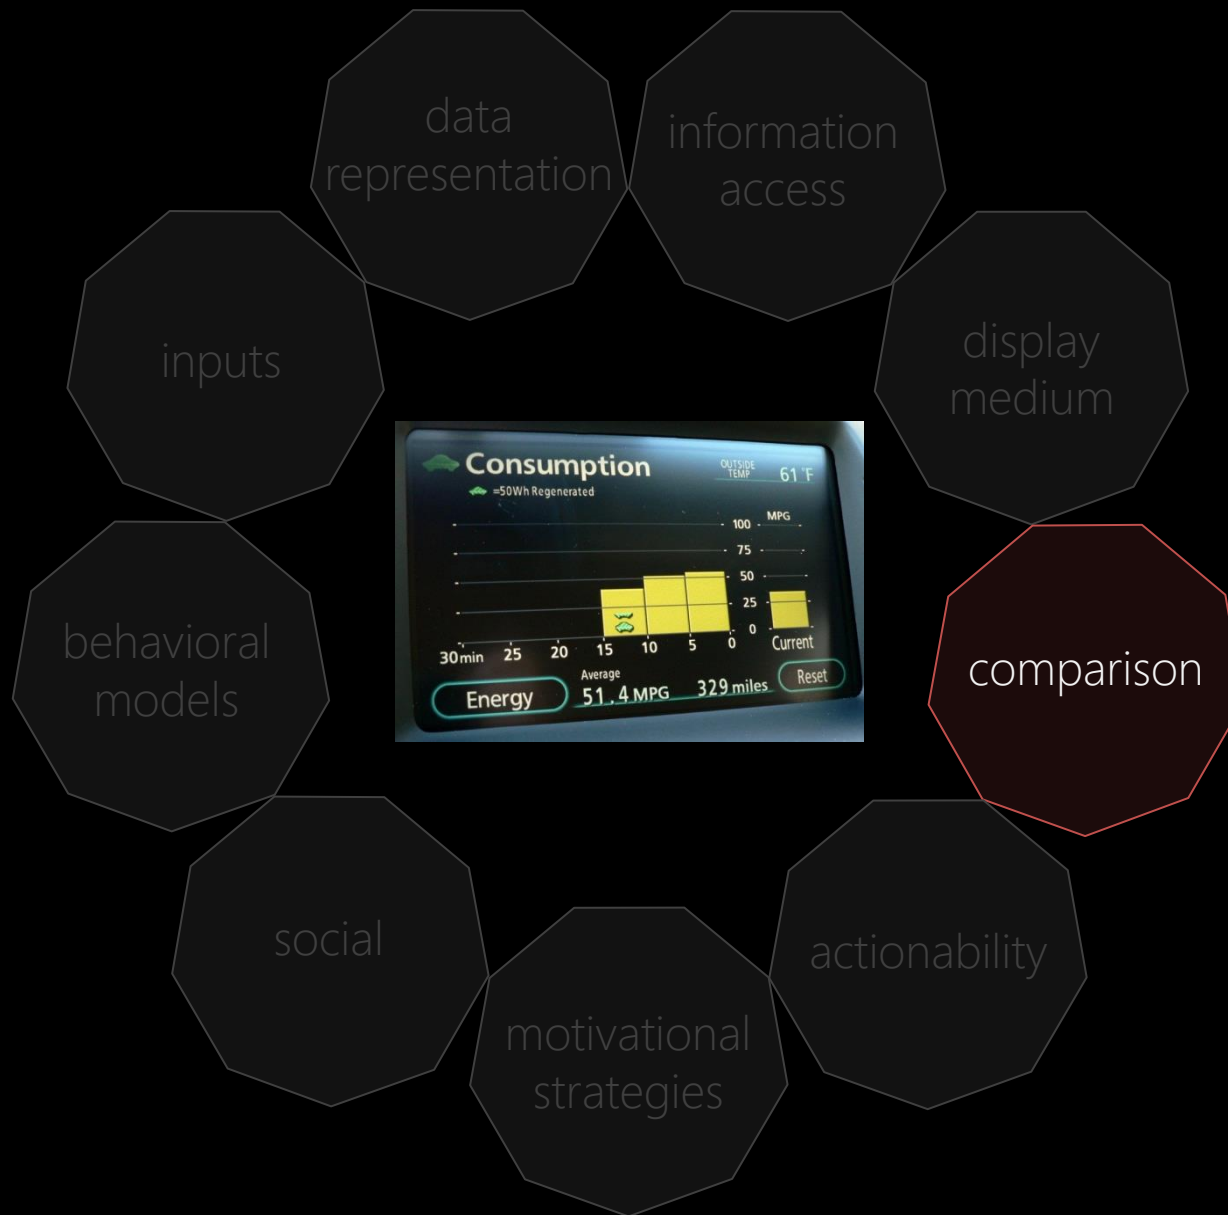 data
representation
information
access
inputs
display
medium
Consumption
OUTSIDE
TEMP
61°F
=50Wh Regenerated
MPG
100
75
50
25
0
30min 25 20 15 10 5 0
Current
Energy
Average
51.4 MPG
329 miles
Reset
behavioral
models
comparison
social
actionability
motivational
strategies